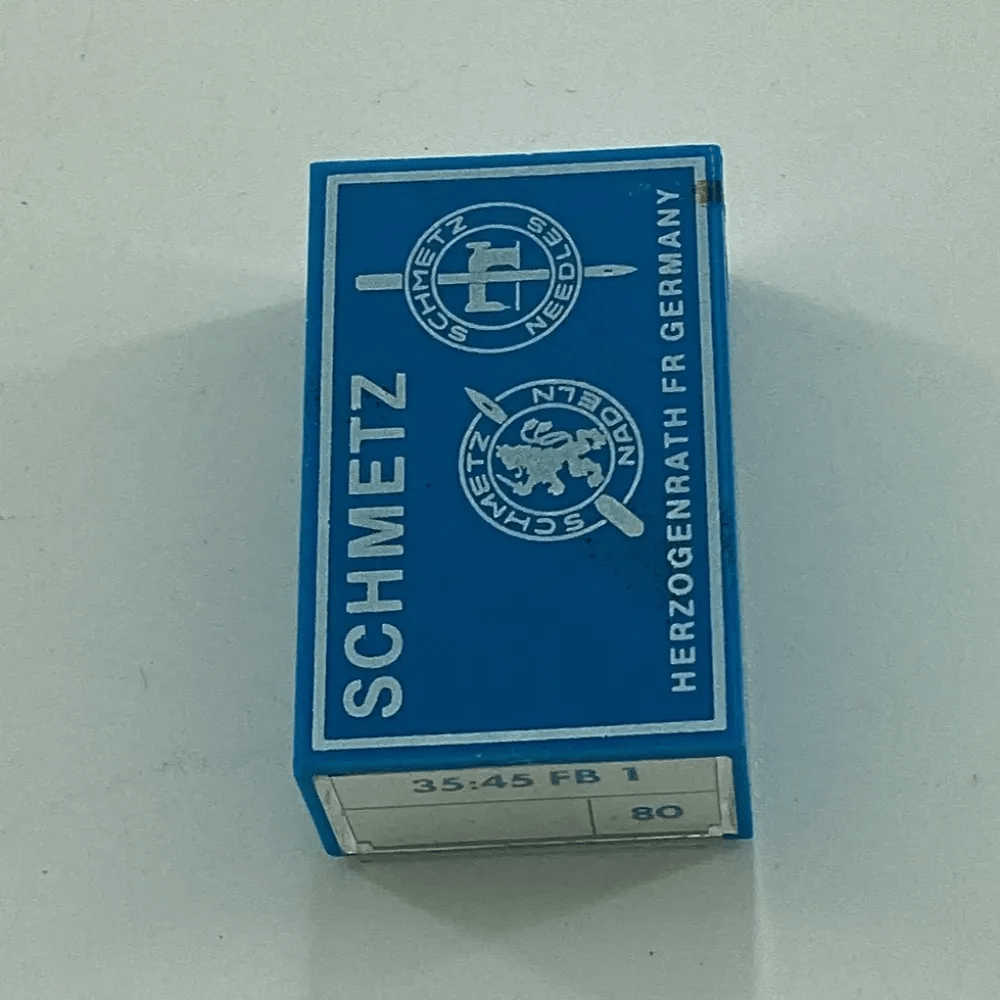 SCHMETZ
SCHMETZ NADELN
SCHMETZ NEEDLES
HERZOGENRATH FR GERMANY
35:45 FB 1
80